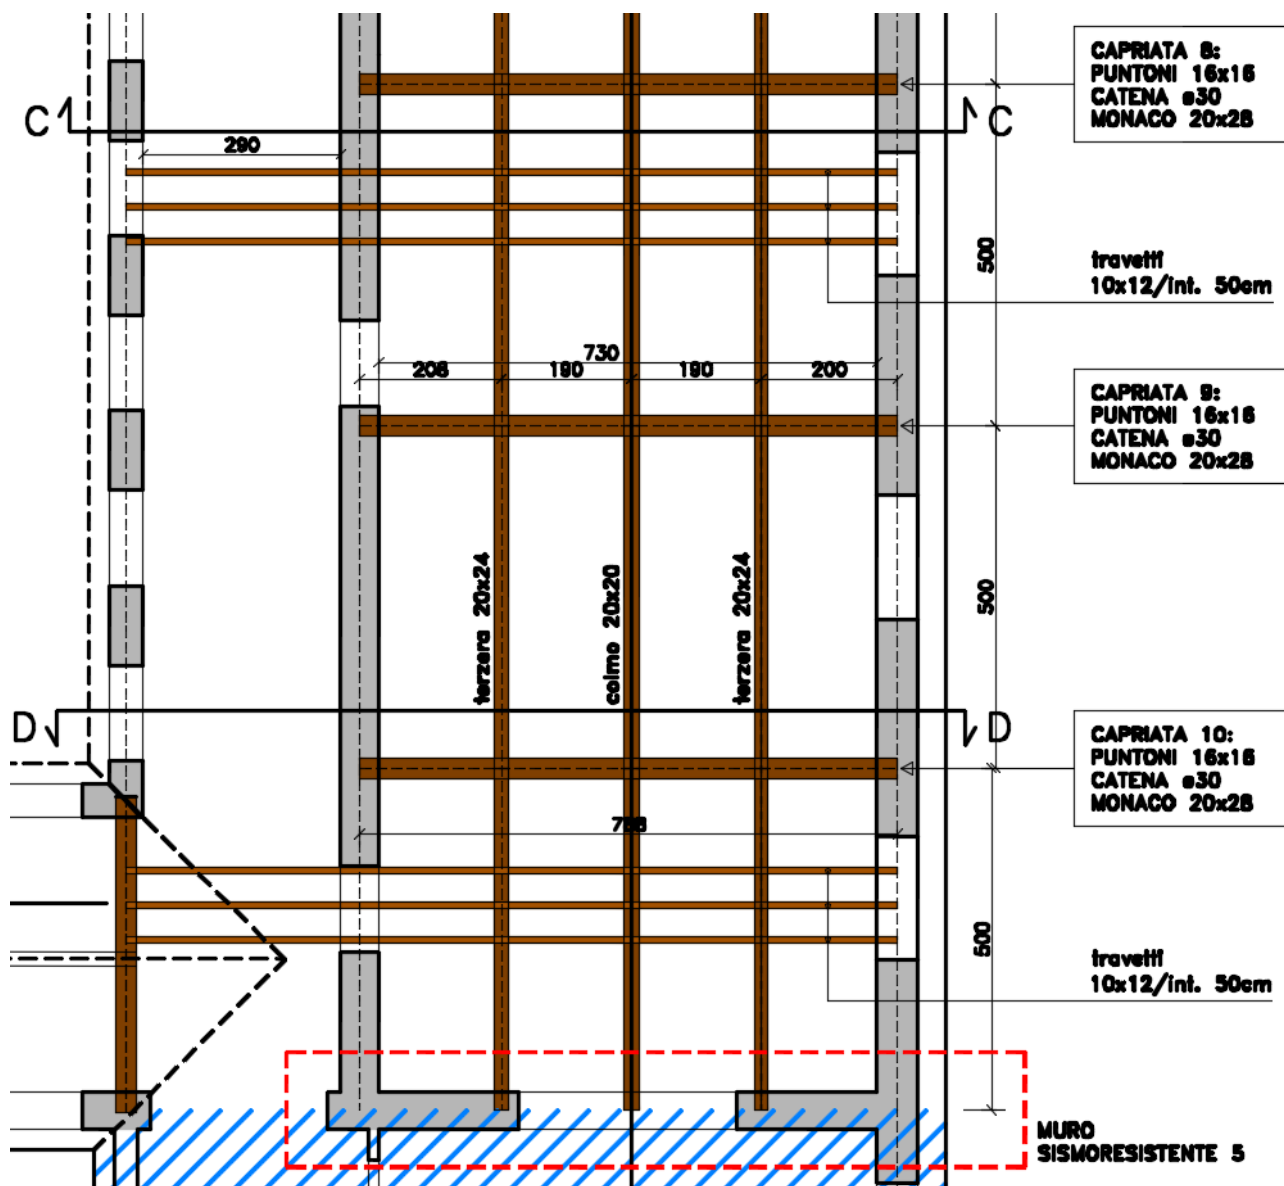 CAPRIATA 8:
PUNTONI 16x16
CATENA ø30
MONACO 20x28
C
C
290
travetti
10x12/int. 50cm
500
730
206
190
190
200
CAPRIATA 9:
PUNTONI 16x16
CATENA ø30
MONACO 20x28
terzera 20x24
colmo 20x20
terzera 20x24
500
D
D
CAPRIATA 10:
PUNTONI 16x16
CATENA ø30
MONACO 20x28
500
travetti
10x12/int. 50cm
MURO
SISMORESISTENTE 5